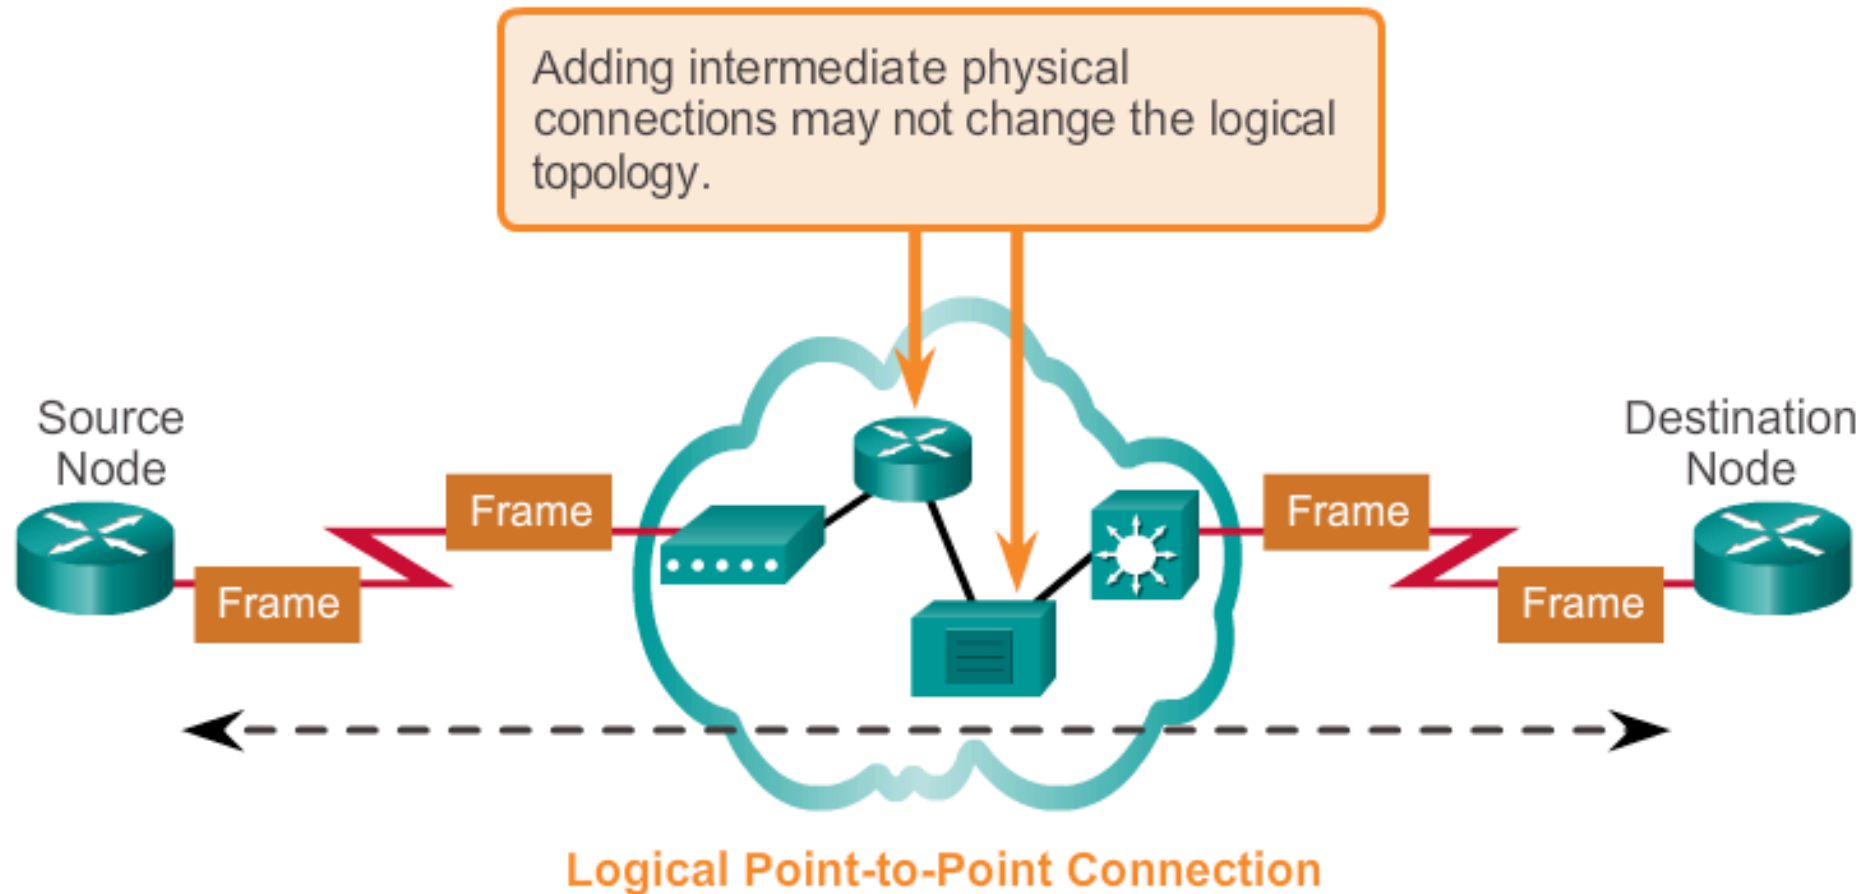 Adding intermediate physical
connections may not change the logical
topology.
Source
Node
Destination
Node
Frame
Frame
Frame
Frame
Logical Point-to-Point Connection